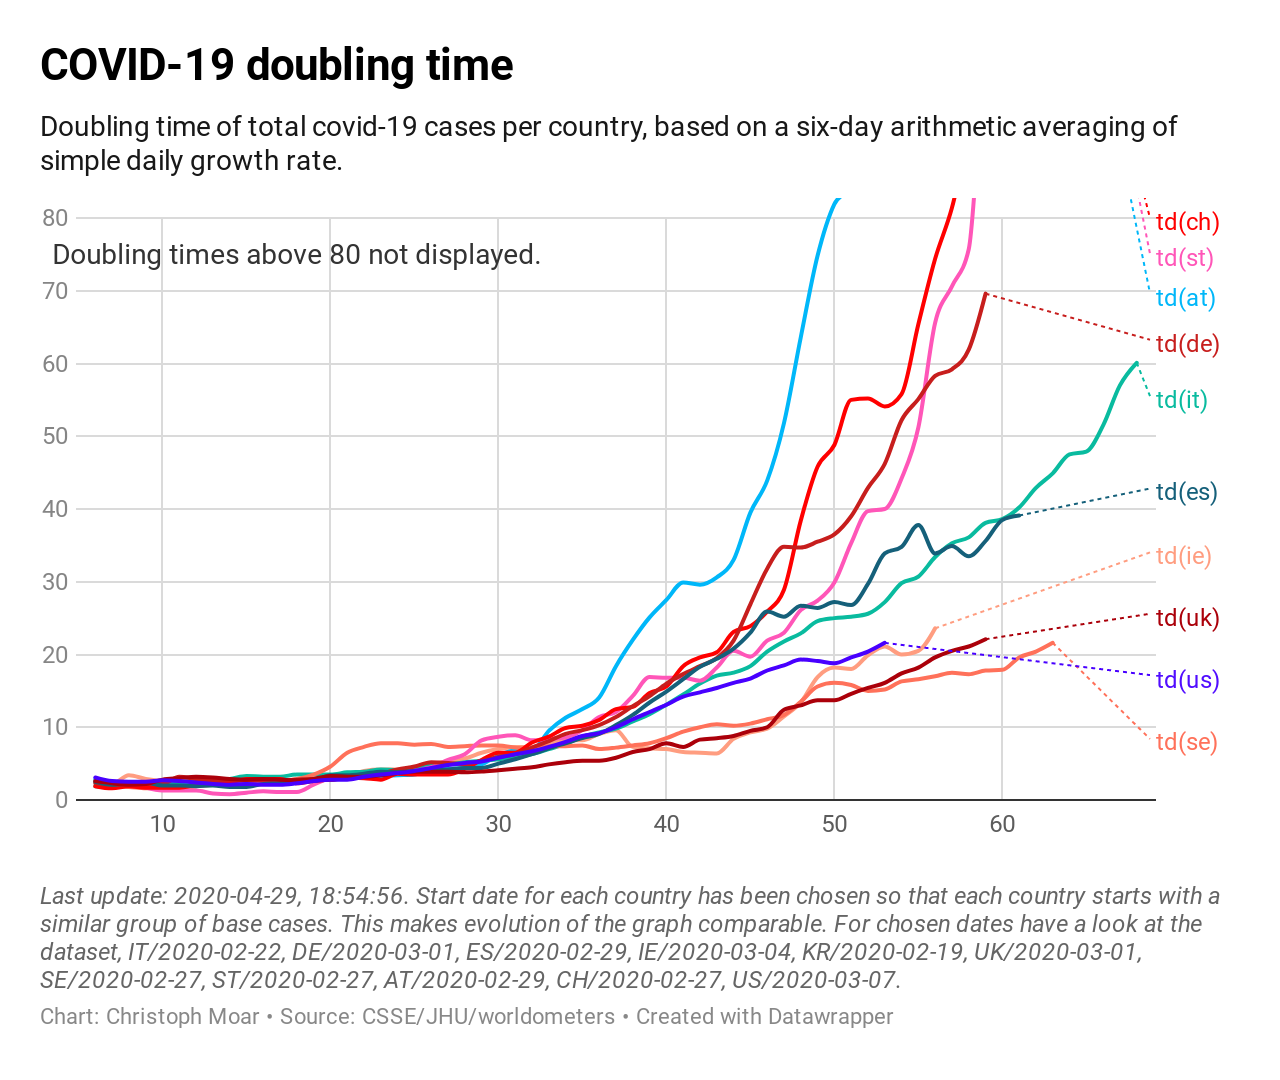 COVID-19 doubling time
Doubling time of total covid-19 cases per country, based on a six-day arithmetic averaging of
simple daily growth rate.
80
Doubling times above 80 not displayed.
70
60
50
40
30
20
10
0
td(ch)
td(st)
td(at)
td(de)
td(it)
td(es)
td(ie)
td(uk)
td(us)
td(se)
10 20 30 40 50 60
Last update: 2020-04-29, 18:54:56. Start date for each country has been chosen so that each country starts with a
similar group of base cases. This makes evolution of the graph comparable. For chosen dates have a look at the
dataset, IT/2020-02-22, DE/2020-03-01, ES/2020-02-29, IE/2020-03-04, KR/2020-02-19, UK/2020-03-01,
SE/2020-02-27, ST/2020-02-27, AT/2020-02-29, CH/2020-02-27, US/2020-03-07.
Chart: Christoph Moar • Source: CSSE/JHU/worldometers • Created with Datawrapper